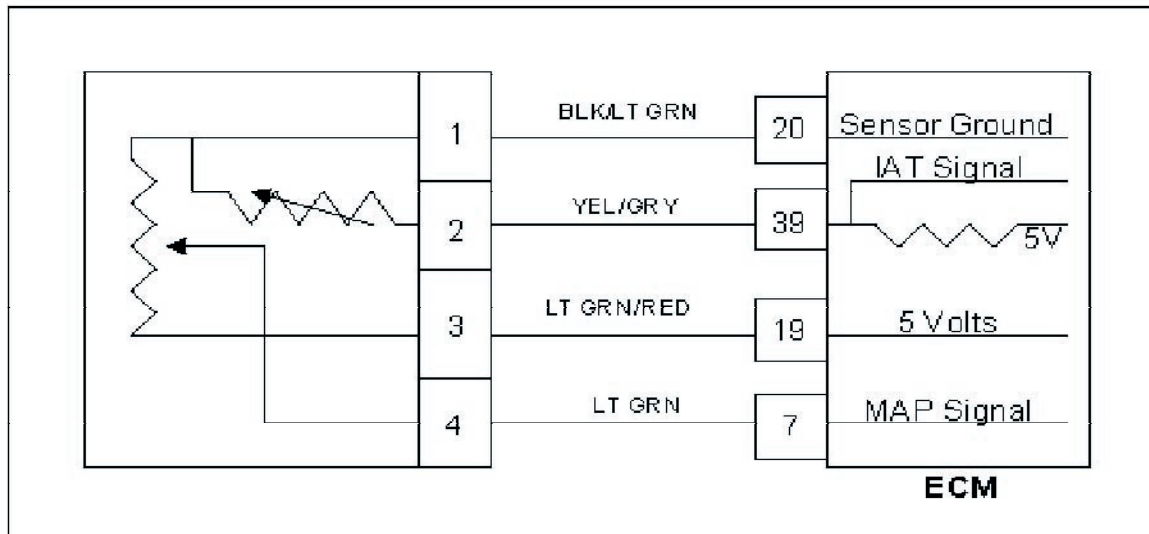 1 BLK/LT GRN 20 Sensor Ground
IAT Signal
2 YEL/GRY 39 5V
3 LT GRN/RED 19 5 Volts
4 LT GRN 7 MAP Signal
ECM